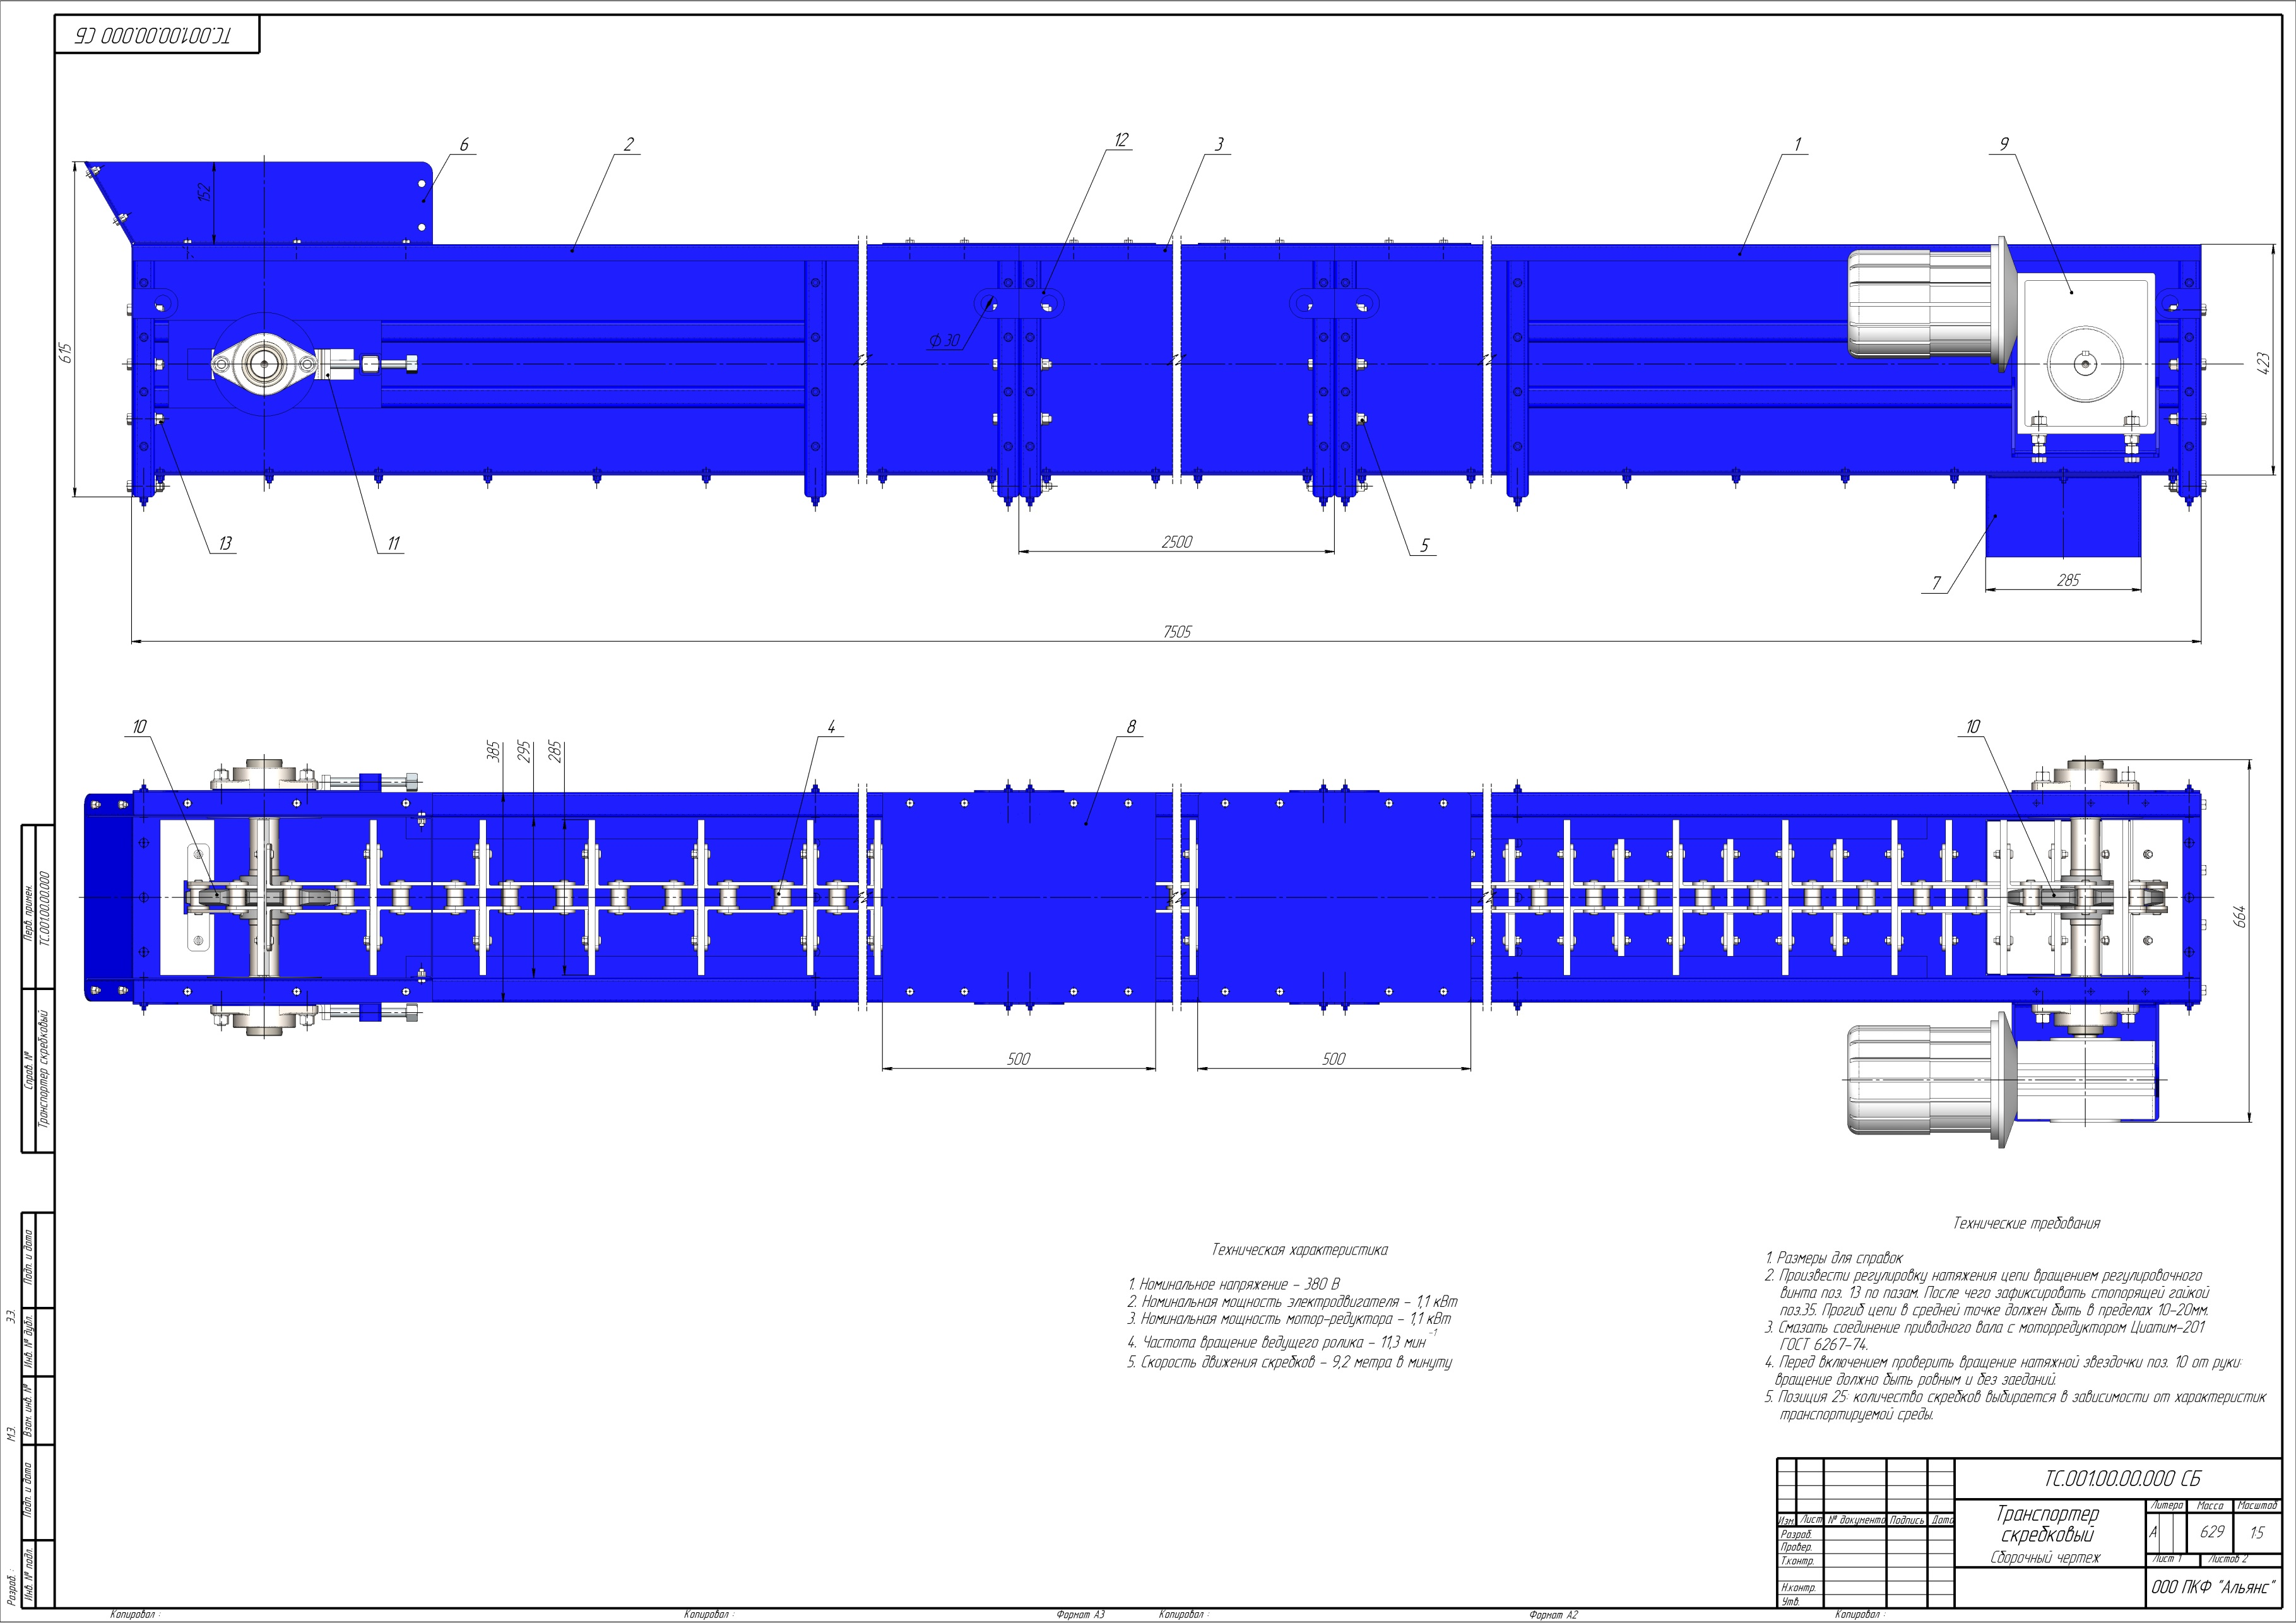 ТС.001.00.00.000 СБ
6
2
12
3
1
9
152
615
Ф30
423
13
11
2500
5
7
285
7505
10
4
8
10
385
295
285
664
500
500
Перв. примен.
ТС.001.00.00.000
Справ. №
Транспортер скребковый
Подп. и дата
Инв. № дубл.
Взам. инв. №
Подп. и дата
Инв. № подл.
З.З.
М.З.
Разраб. :
Техническая характеристика
1. Номинальное напряжение - 380 В
2. Номинальная мощность электродвигателя - 1,1 кВт
3. Номинальная мощность мотор-редуктора - 1,1 кВт
4. Частота вращение ведущего ролика - 11,3 мин -1
5. Скорость движения скребков - 9,2 метра в минуту
Технические требования
1. Размеры для справок
2. Произвести регулировку натяжения цепи вращением регулировочного
винта поз. 13 по пазам. После чего зафиксировать стопорящей гайкой
поз.35. Прогиб цепи в средней точке должен быть в пределах 10-20мм.
3. Смазать соединение приводного вала с моторредуктором Циатим-201
ГОСТ 6267-74.
4. Перед включением проверить вращение натяжной звездочки поз. 10 от руки:
вращение должно быть ровным и без заеданий.
5. Позиция 25: количество скребков выбирается в зависимости от характеристик
транспортируемой среды.
ТС.001.00.00.000 СБ
Транспортер
скребковый
Сборочный чертеж
Литера Масса Масштаб
А 629 1:5
Лист 1 Листов 2
ООО ПКФ "Альянс"
Изм. Лист № документа Подпись Дата
Разраб.
Провер.
Т.контр.
Н.контр.
Утв.
Копировал :
Копировал :
Формат А3
Копировал :
Формат А2
Копировал :